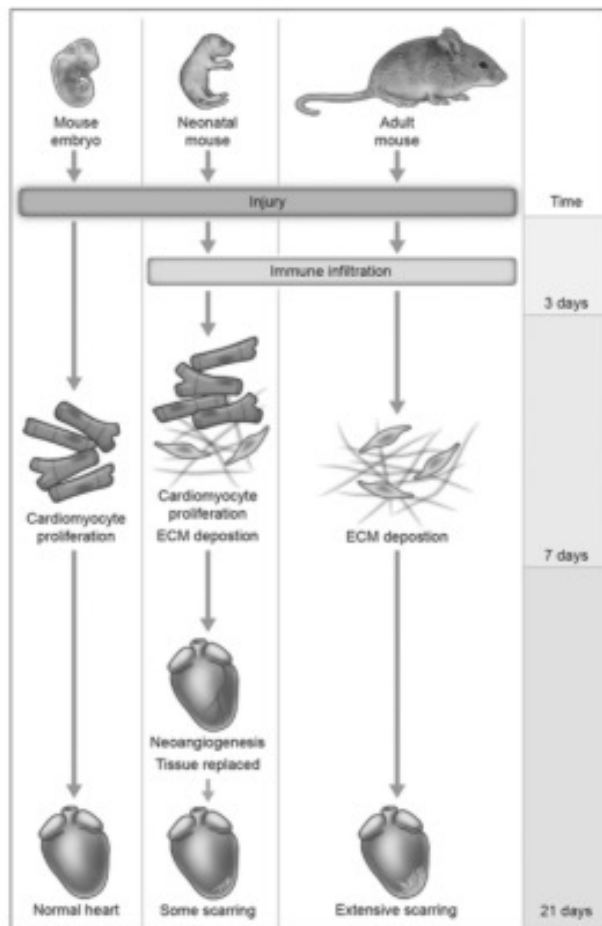 Mouse
embryo
Neonatal
mouse
Adult
mouse
Injury
Time
Immune infiltration
3 days
Cardiomyocyte
proliferation
Cardiomyocyte
proliferation
ECM depostion
ECM depostion
7 days
Neoangiogenesis
Tissue replaced
Normal heart
Some scarring
Extensive scarring
21 days